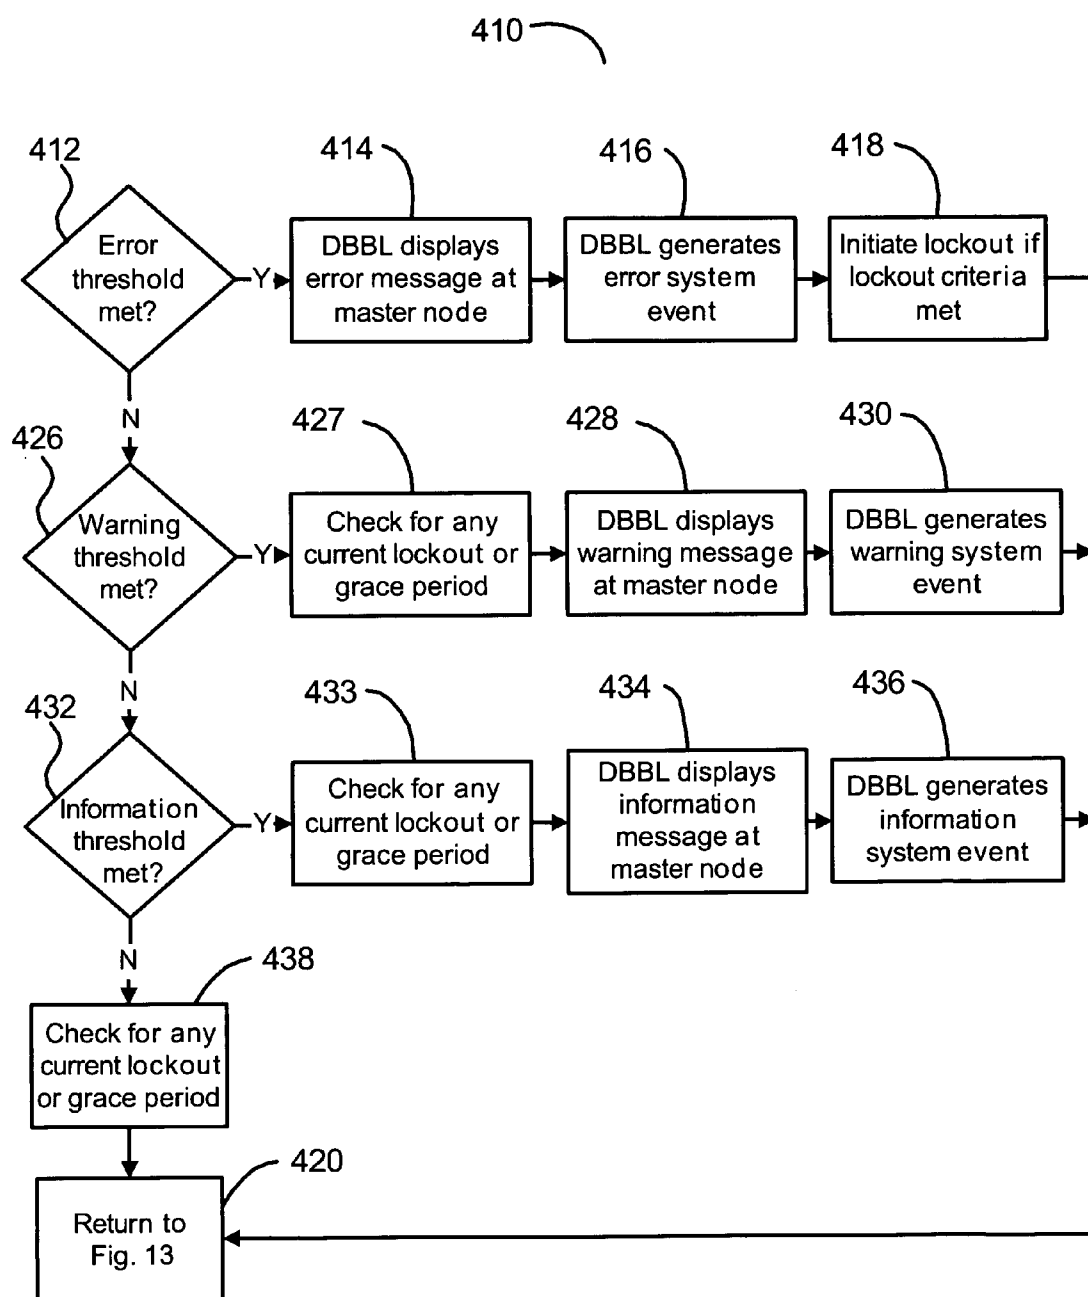 410
412
414
416
418
Error
threshold
met?
Y
DBBL displays
error message at
master node
DBBL generates
error system
event
Initiate lockout if
lockout criteria
met
N
426
427
428
430
Warning
threshold
met?
Y
Check for any
current lockout or
grace period
DBBL displays
warning message
at master node
DBBL generates
warning system
event
N
432
433
434
436
Information
threshold
met?
Y
Check for any
current lockout or
grace period
DBBL displays
information
message at
master node
DBBL generates
information
system event
N
438
Check for any
current lockout
or grace period
420
Return to
Fig. 13